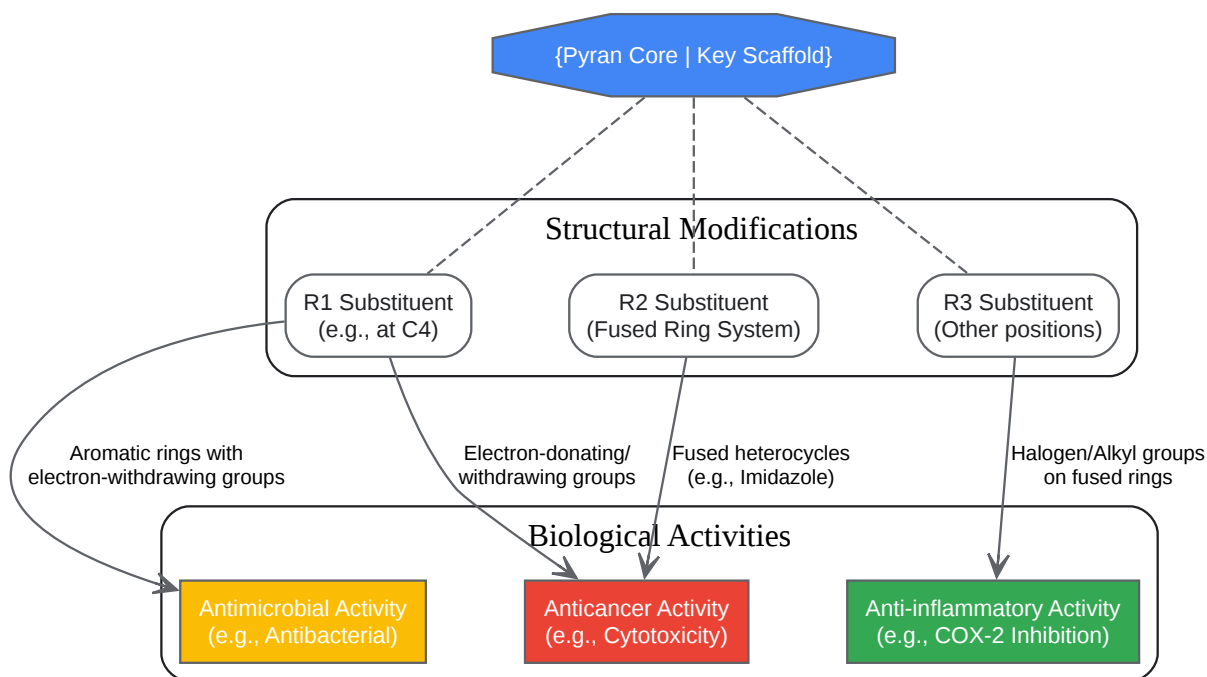 {Pyran Core | Key Scaffold}
Structural Modifications
R1 Substituent
(e.g., at C4)
R2 Substituent
(Fused Ring System)
R3 Substituent
(Other positions)
Aromatic rings with
electron-withdrawing groups
Electron-donating/
withdrawing groups
Fused heterocycles
(e.g., Imidazole)
Halogen/Alkyl groups
on fused rings
Biological Activities
Antimicrobial Activity
(e.g., Antibacterial)
Anticancer Activity
(e.g., Cytotoxicity)
Anti-inflammatory Activity
(e.g., COX-2 Inhibition)